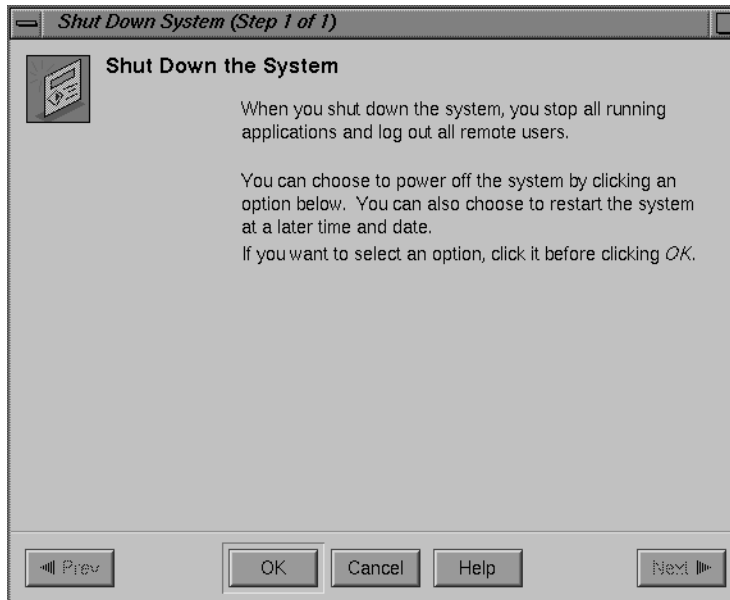 Shut Down System (Step 1 of 1)
Shut Down the System
When you shut down the system, you stop all running
applications and log out all remote users.
You can choose to power off the system by clicking an
option below. You can also choose to restart the system
at a later time and date.
If you want to select an option, click it before clicking OK.
Prev OK Cancel Help Next